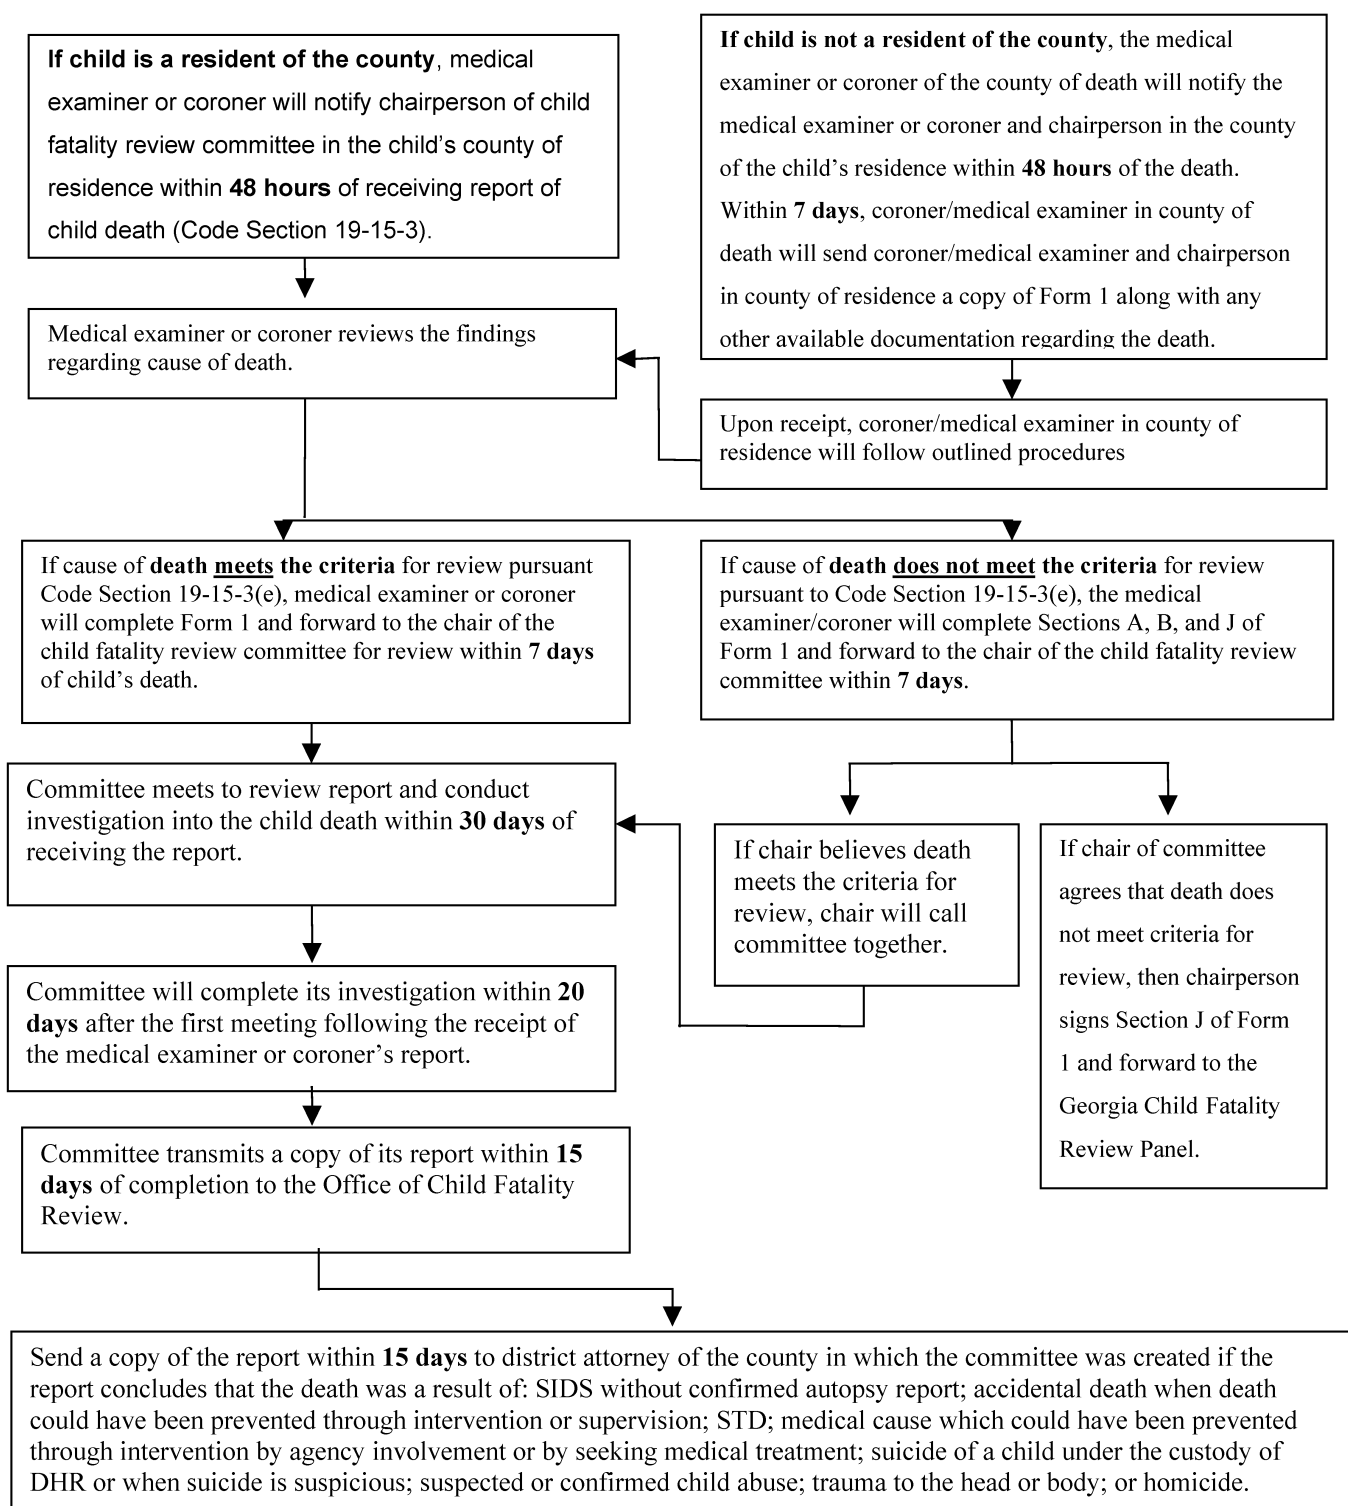 If child is a resident of the county, medical
examiner or coroner will notify chairperson of child
fatality review committee in the child’s county of
residence within 48 hours of receiving report of
child death (Code Section 19-15-3).
If child is not a resident of the county, the medical
examiner or coroner of the county of death will notify the
medical examiner or coroner and chairperson in the county
of the child’s residence within 48 hours of the death.
Within 7 days, coroner/medical examiner in county of
death will send coroner/medical examiner and chairperson
in county of residence a copy of Form 1 along with any
other available documentation regarding the death.
Medical examiner or coroner reviews the findings
regarding cause of death.
Upon receipt, coroner/medical examiner in county of
residence will follow outlined procedures
If cause of death meets the criteria for review pursuant
Code Section 19-15-3(e), medical examiner or coroner
will complete Form 1 and forward to the chair of the
child fatality review committee for review within 7 days
of child’s death.
If cause of death does not meet the criteria for review
pursuant to Code Section 19-15-3(e), the medical
examiner/coroner will complete Sections A, B, and J of
Form 1 and forward to the chair of the child fatality review
committee within 7 days.
Committee meets to review report and conduct
investigation into the child death within 30 days of
receiving the report.
If chair believes death
meets the criteria for
review, chair will call
committee together.
If chair of committee
agrees that death does
not meet criteria for
review, then chairperson
signs Section J of Form
1 and forward to the
Georgia Child Fatality
Review Panel.
Committee will complete its investigation within 20
days after the first meeting following the receipt of
the medical examiner or coroner’s report.
Committee transmits a copy of its report within 15
days of completion to the Office of Child Fatality
Review.
Send a copy of the report within 15 days to district attorney of the county in which the committee was created if the
report concludes that the death was a result of: SIDS without confirmed autopsy report; accidental death when death
could have been prevented through intervention or supervision; STD; medical cause which could have been prevented
through intervention by agency involvement or by seeking medical treatment; suicide of a child under the custody of
DHR or when suicide is suspicious; suspected or confirmed child abuse; trauma to the head or body; or homicide.